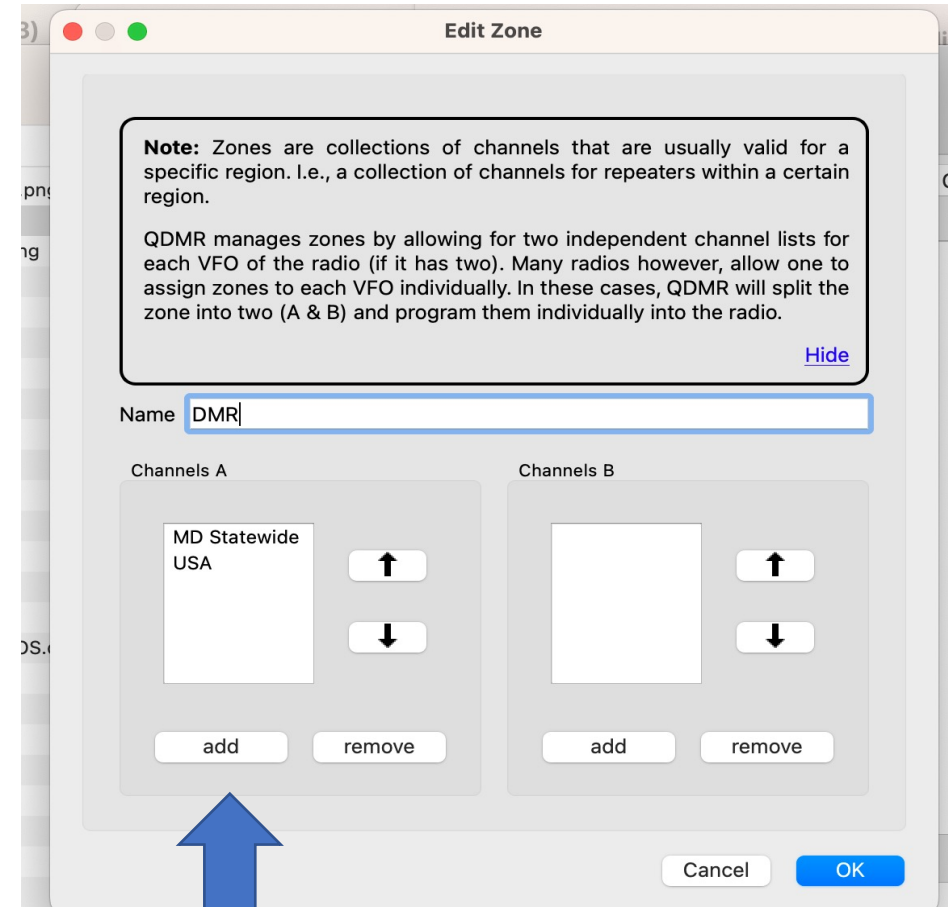 3)
Edit Zone
Note: Zones are collections of channels that are usually valid for a
specific region. I.e., a collection of channels for repeaters within a certain
region.
QDMR manages zones by allowing for two independent channel lists for
each VFO of the radio (if it has two). Many radios however, allow one to
assign zones to each VFO individually. In these cases, QDMR will split the
zone into two (A & B) and program them individually into the radio.
Hide
.png
Name DMR
Channels A
Channels B
MD Statewide
USA
add
remove
add
remove
Cancel
OK